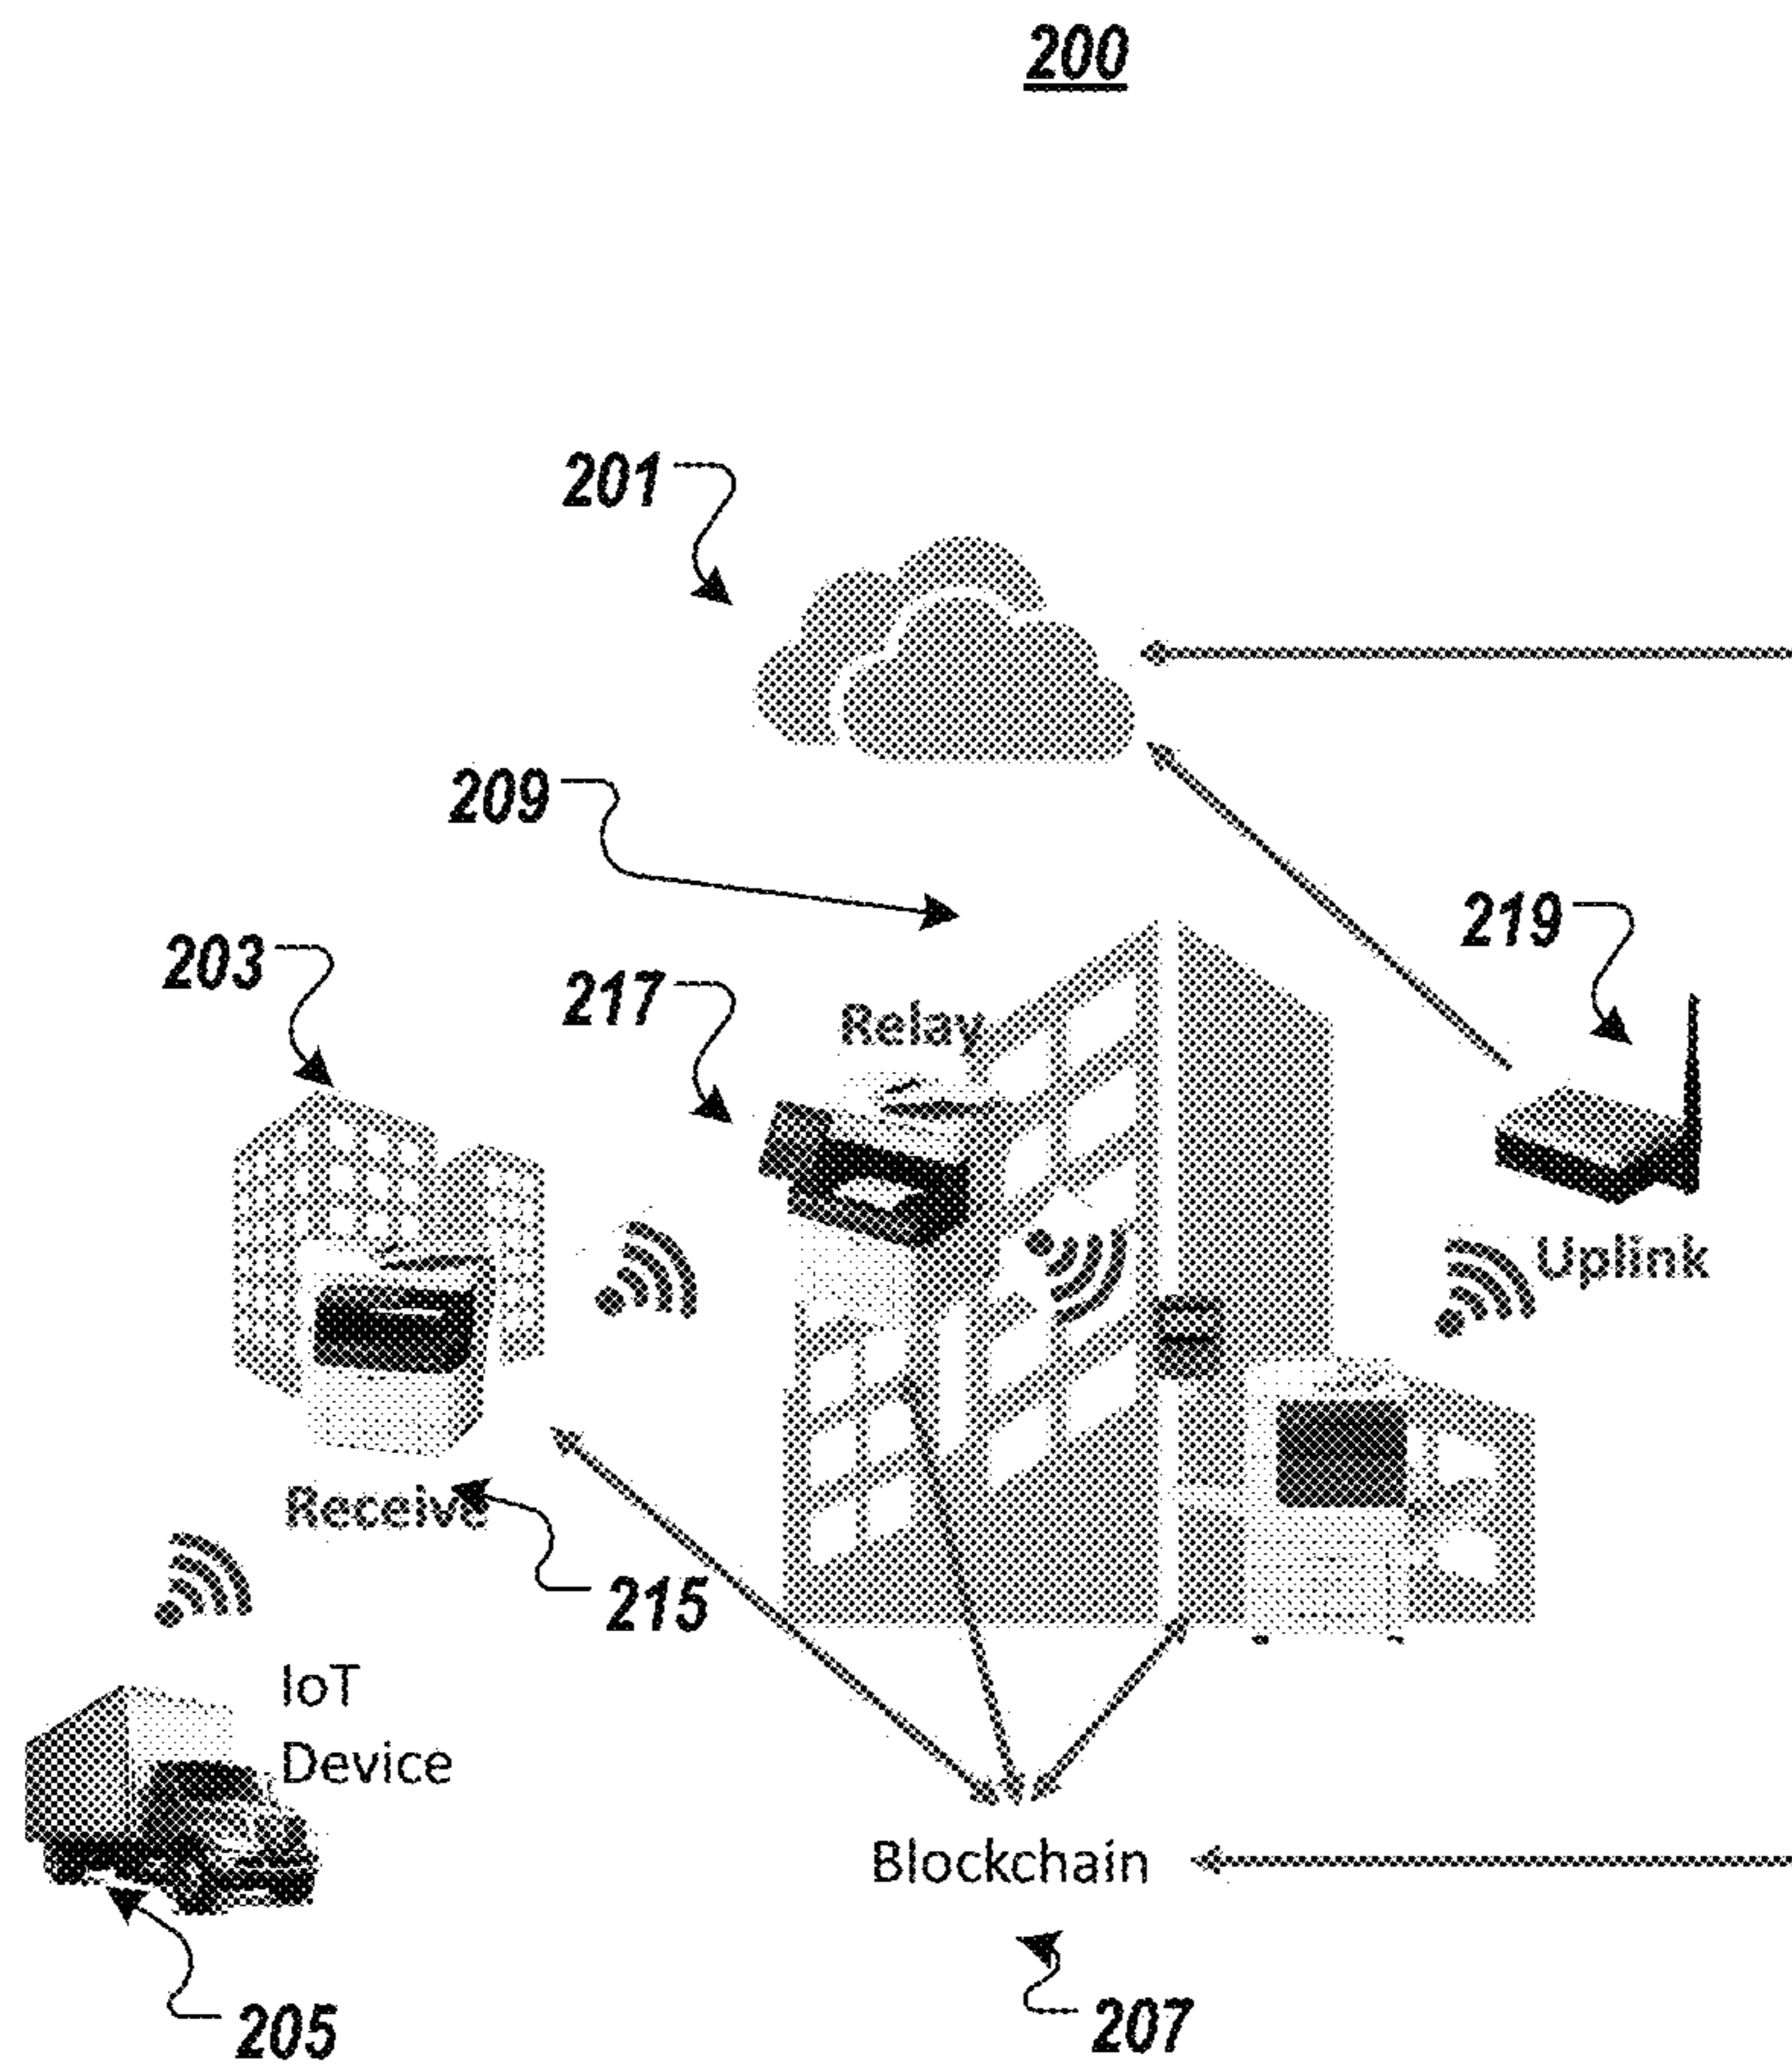 200
201
209
219
203
217
Relay
Uplink
Receive
215
IoT
Device
Blockchain
205
207